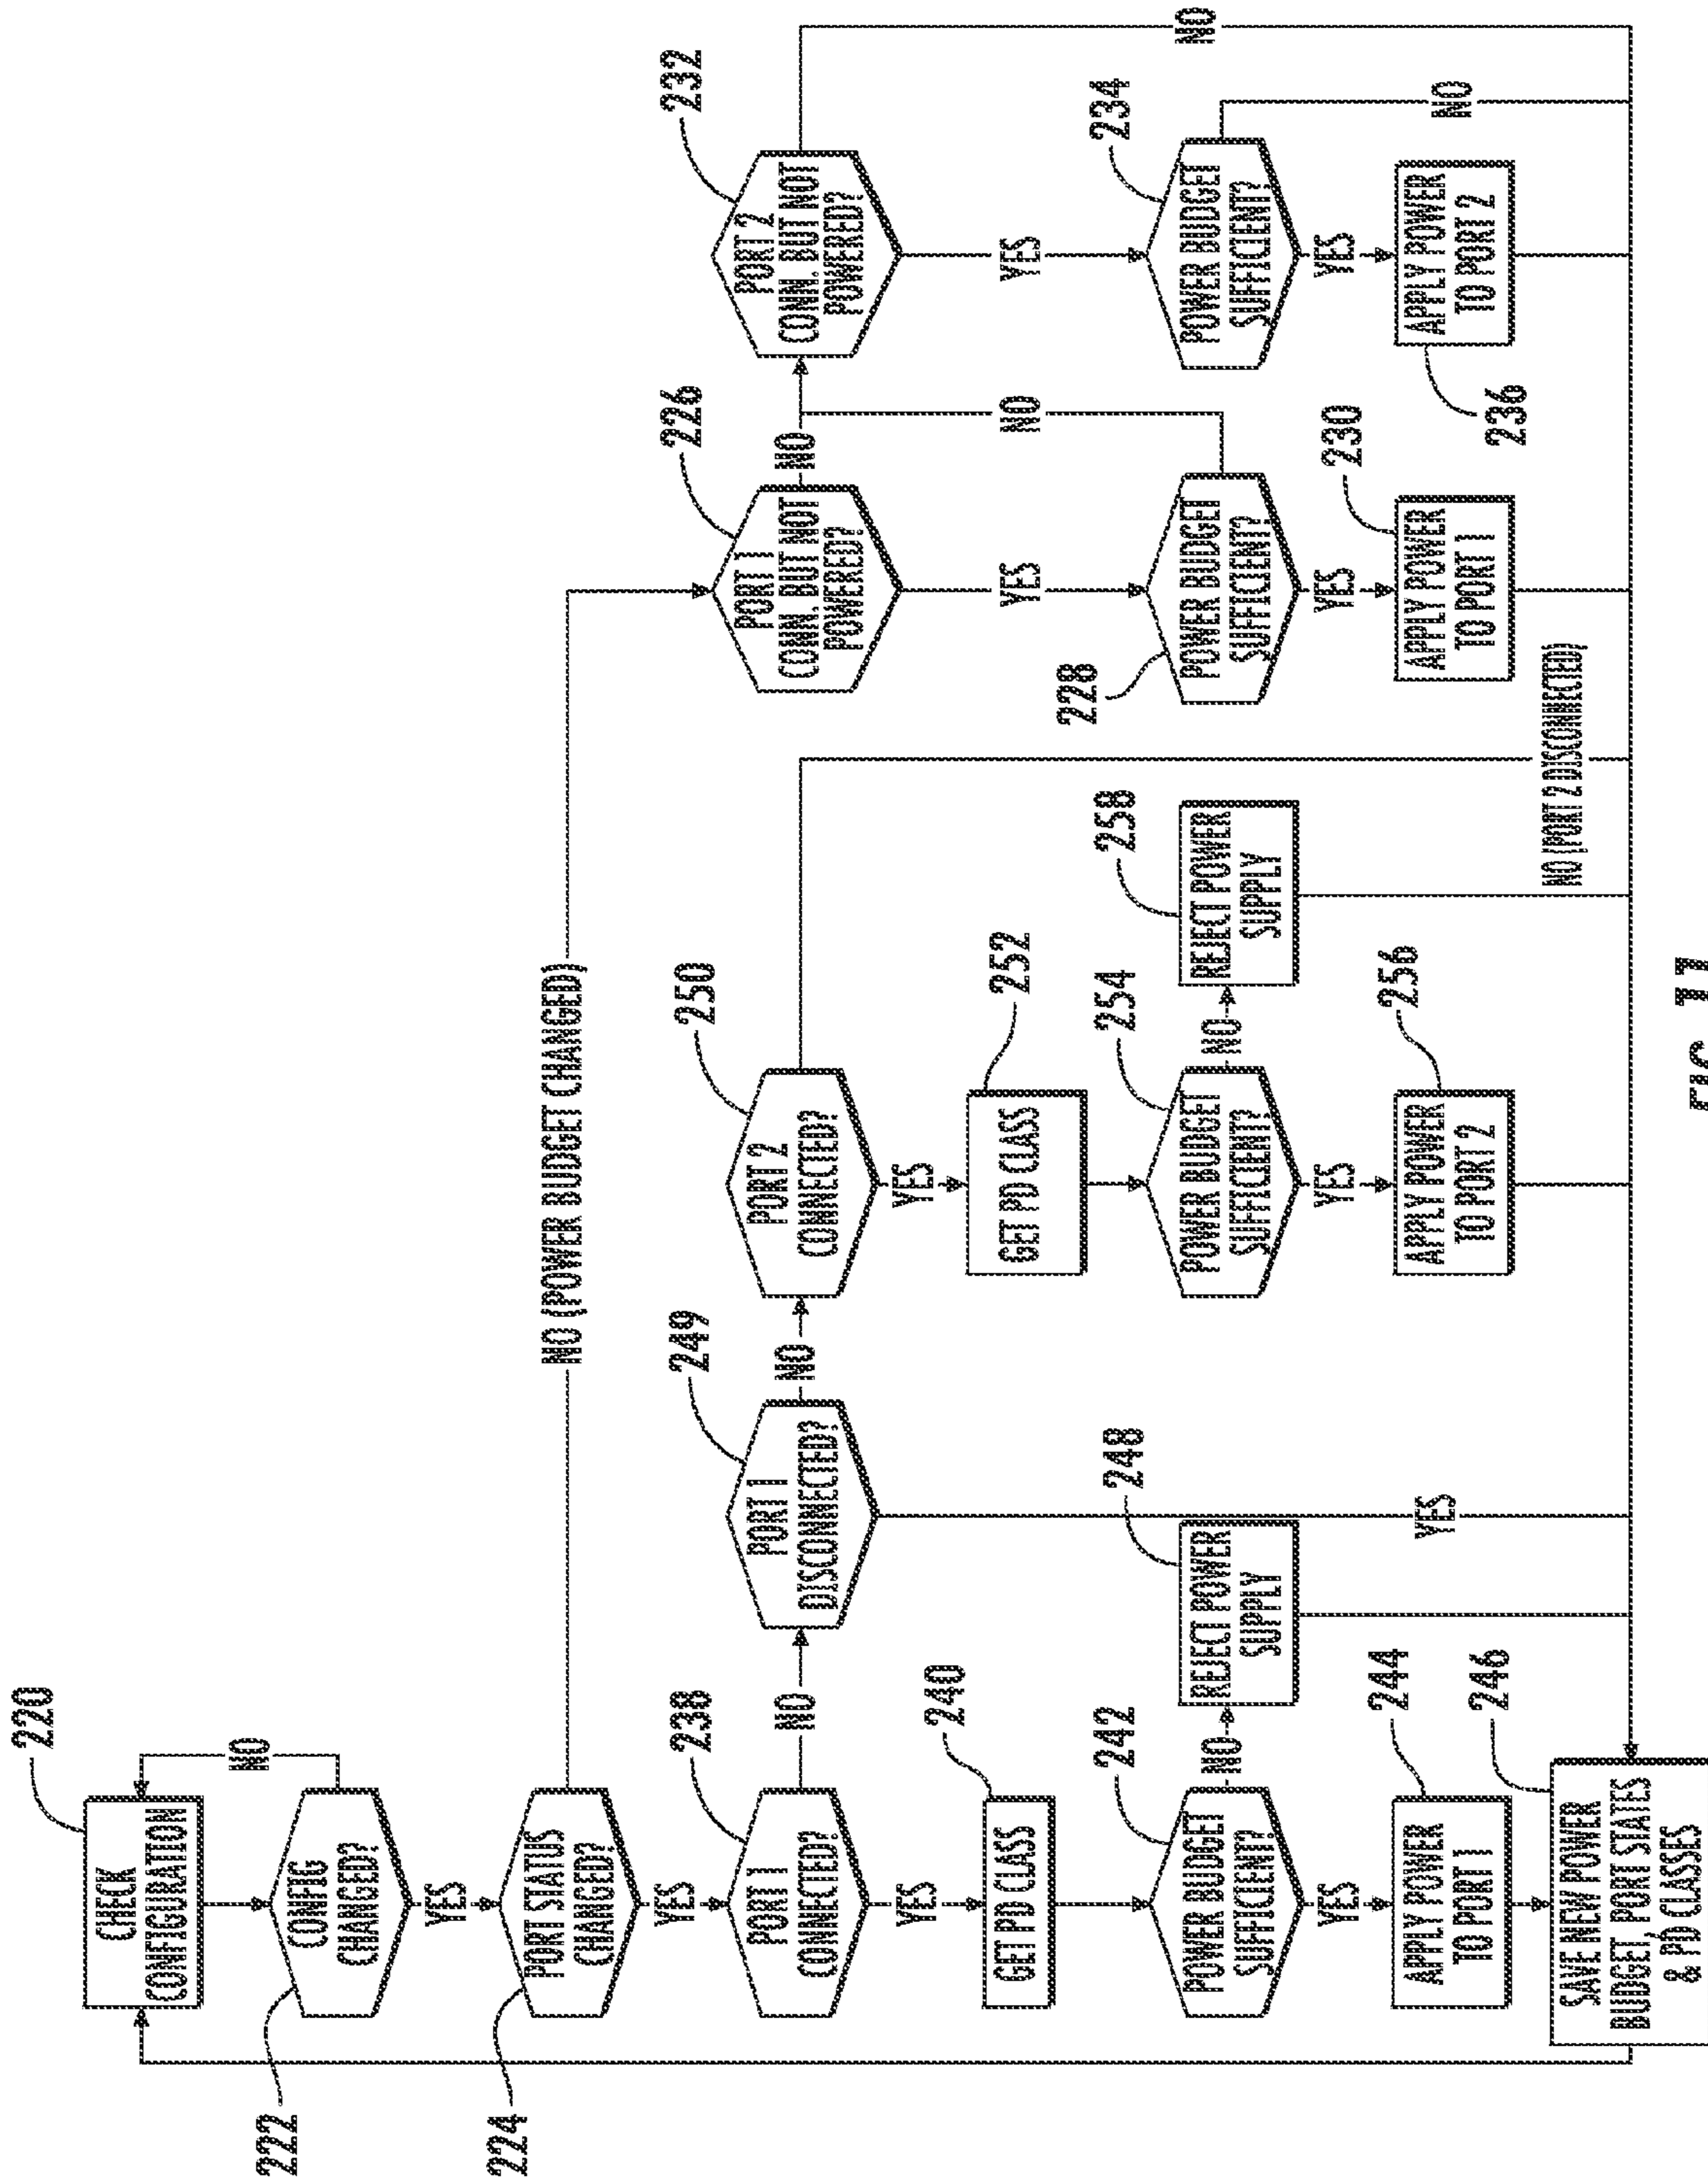 220
CHECK
CONFIGURATION
NO
222
CONFIG
CHANGED?
YES
224
PORT STATUS
CHANGED?
NO (POWER BUDGET CHANGED)
YES
238
PORT 1
CONNECTED?
NO
249
PORT 1
DISCONNECTED?
NO
250
PORT 2
CONNECTED?
226
PORT 1
CONN. BUT NOT
POWERED?
NO
232
PORT 2
CONN. BUT NOT
POWERED?
YES
240
GET PD CLASS
YES
252
GET PD CLASS
YES
NO
YES
NO
242
POWER BUDGET
SUFFICIENT?
NO
248
REJECT POWER
SUPPLY
254
POWER BUDGET
SUFFICIENT?
NO
258
REJECT POWER
SUPPLY
228
POWER BUDGET
SUFFICIENT?
234
POWER BUDGET
SUFFICIENT?
YES
YES
YES
YES
244
APPLY POWER
TO PORT 1
YES
256
APPLY POWER
TO PORT 2
230
APPLY POWER
TO PORT 1
236
APPLY POWER
TO PORT 2
NO
246
SAVE NEW POWER
BUDGET, PORT STATES
& PD CLASSES
NO (PORT 2 DISCONNECTED)
FIG. 11